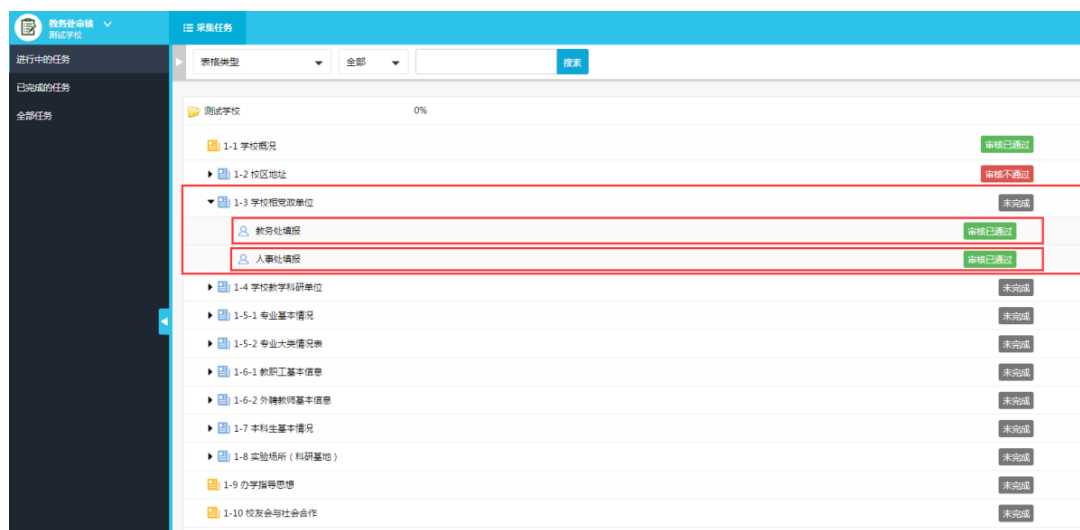 教务处审核
测试学校
采集任务
进行中的任务
已完成的任务
全部任务
表格类型 全部 搜索
测试学校 0%
1-1 学校概况 审核已通过
1-2 校区地址 审核不通过
1-3 学校相党政单位 未完成
教务处填报 审核已通过
人事处填报 审核已通过
1-4 学校教学科研单位 未完成
1-5-1 专业基本情况 未完成
1-5-2 专业大类情况表 未完成
1-6-1 教职工基本信息 未完成
1-6-2 外聘教师基本信息 未完成
1-7 本科生基本情况 未完成
1-8 实验场所（科研基地） 未完成
1-9 办学指导思想 未完成
1-10 校友会与社会合作 未完成